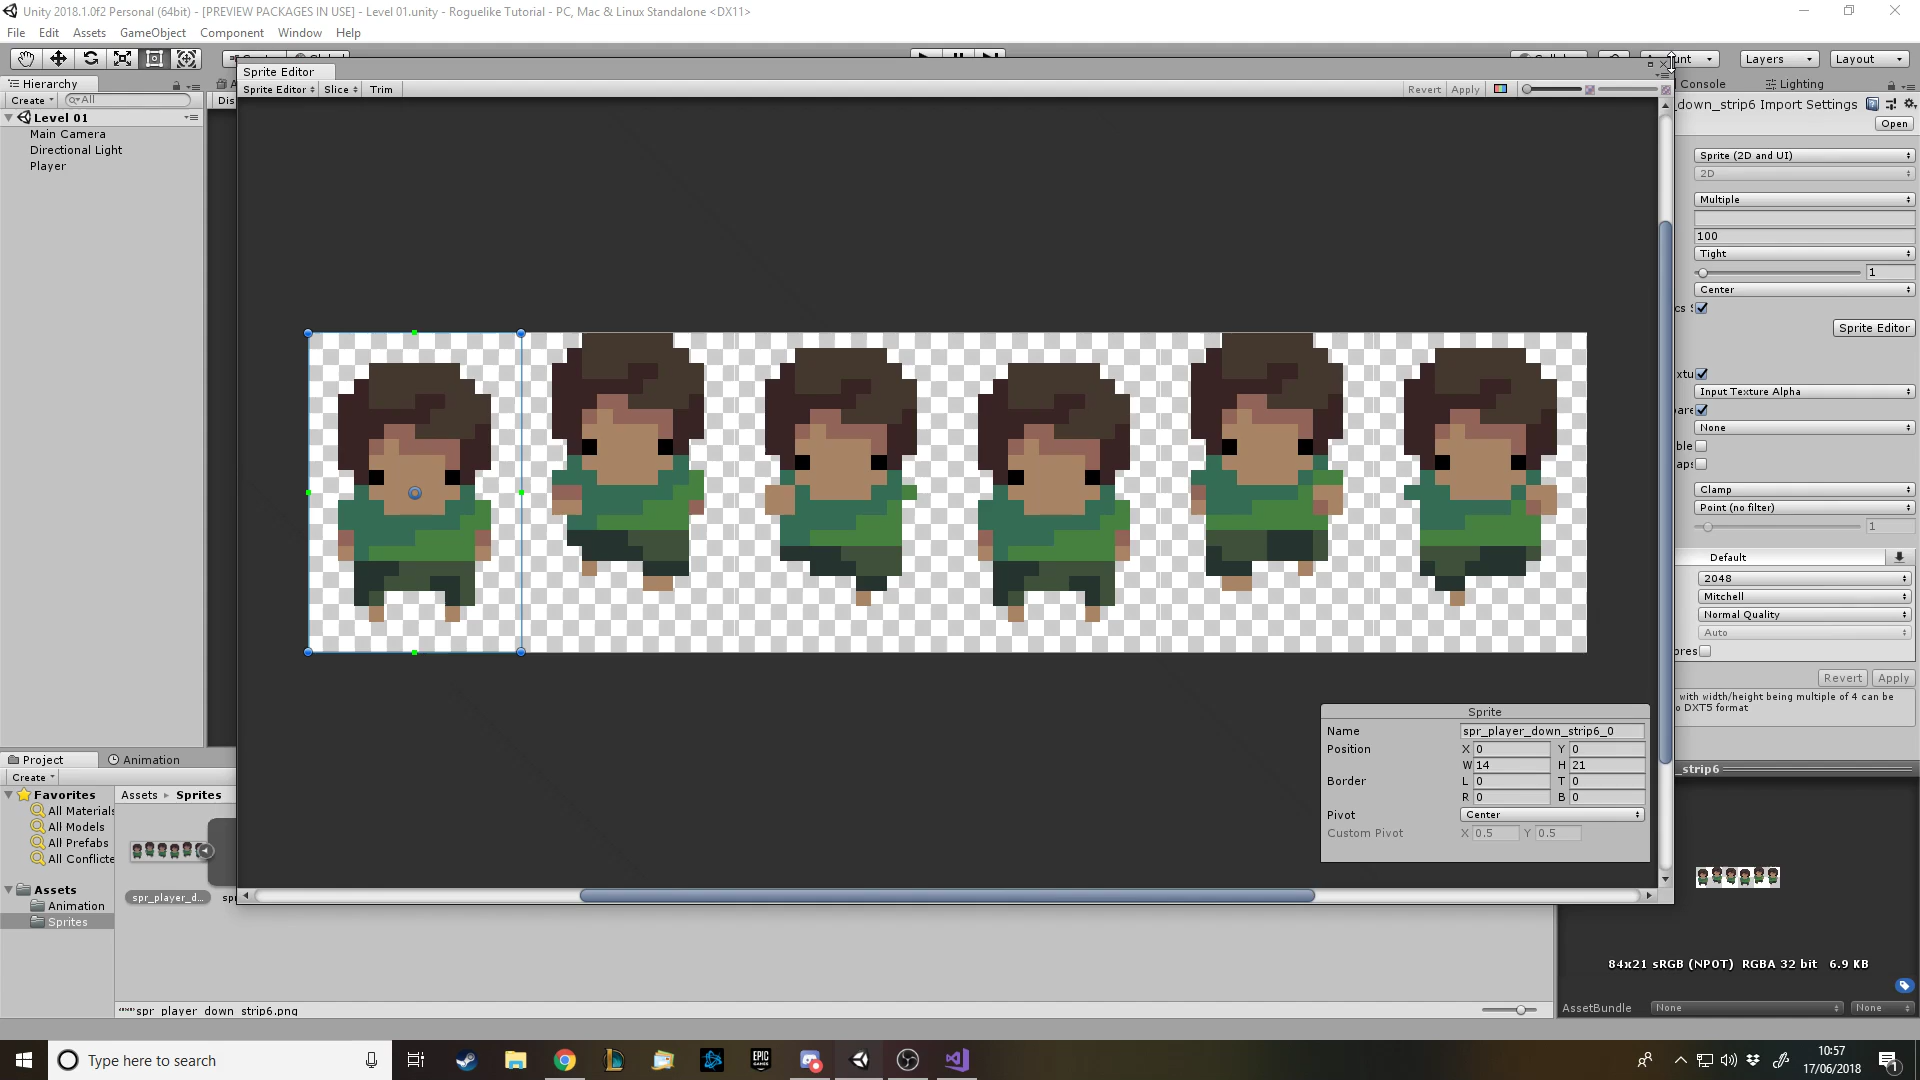 Unity 2018.1.0f2 Personal (64bit) - [PREVIEW PACKAGES IN USE] - Level 01.unity - Roguelike Tutorial - PC, Mac & Linux Standalone <DX11>
File Edit Assets GameObject Component Window Help
Layers Layout
Hierarchy
Sprite Editor
Console Lighting
Create All
Sprite Editor Slice Trim
Revert Apply
down_strip6 Import Settings
Open
Level 01
Main Camera
Directional Light
Player
Sprite (2D and UI)
2D
Multiple
100
Tight
1
Center
Sprite Editor
Input Texture Alpha
None
Clamp
Point (no filter)
1
Default
2048
Mitchell
Normal Quality
Auto
Revert Apply
with width/height being multiple of 4 can be
DXT5 format
Sprite
Name spr_player_down_strip6_0
Position X 0 Y 0
W 14 H 21
Border L 0 T 0
R 0 B 0
Pivot Center
Custom Pivot X 0.5 Y 0.5
Project Animation
Create
_strip6
Favorites
All Materials
All Models
All Prefabs
All Conflicte
Assets
Animation
Sprites
Assets Sprites
spr_player_d...
spr_player_down_strip6.png
84x21 sRGB (NPOT) RGBA 32 bit 6.9 KB
AssetBundle None None
Type here to search
EPIC GAMES
10:57
17/06/2018
1